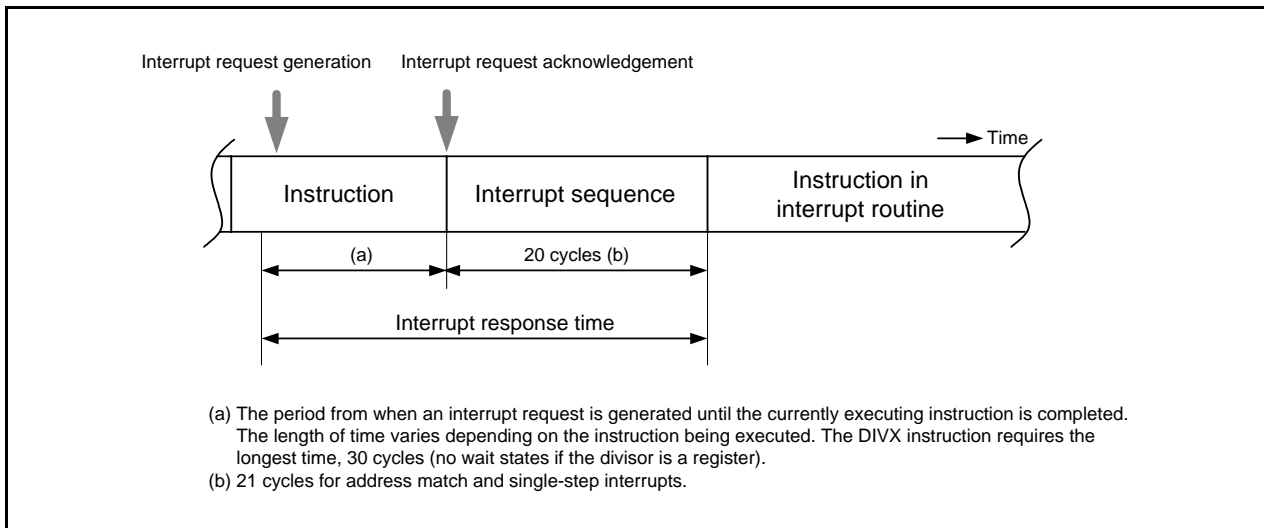 Interrupt request generation
Interrupt request acknowledgement
Time
Instruction
Interrupt sequence
Instruction in
interrupt routine
(a)
20 cycles (b)
Interrupt response time
(a) The period from when an interrupt request is generated until the currently executing instruction is completed.
The length of time varies depending on the instruction being executed. The DIVX instruction requires the
longest time, 30 cycles (no wait states if the divisor is a register).
(b) 21 cycles for address match and single-step interrupts.